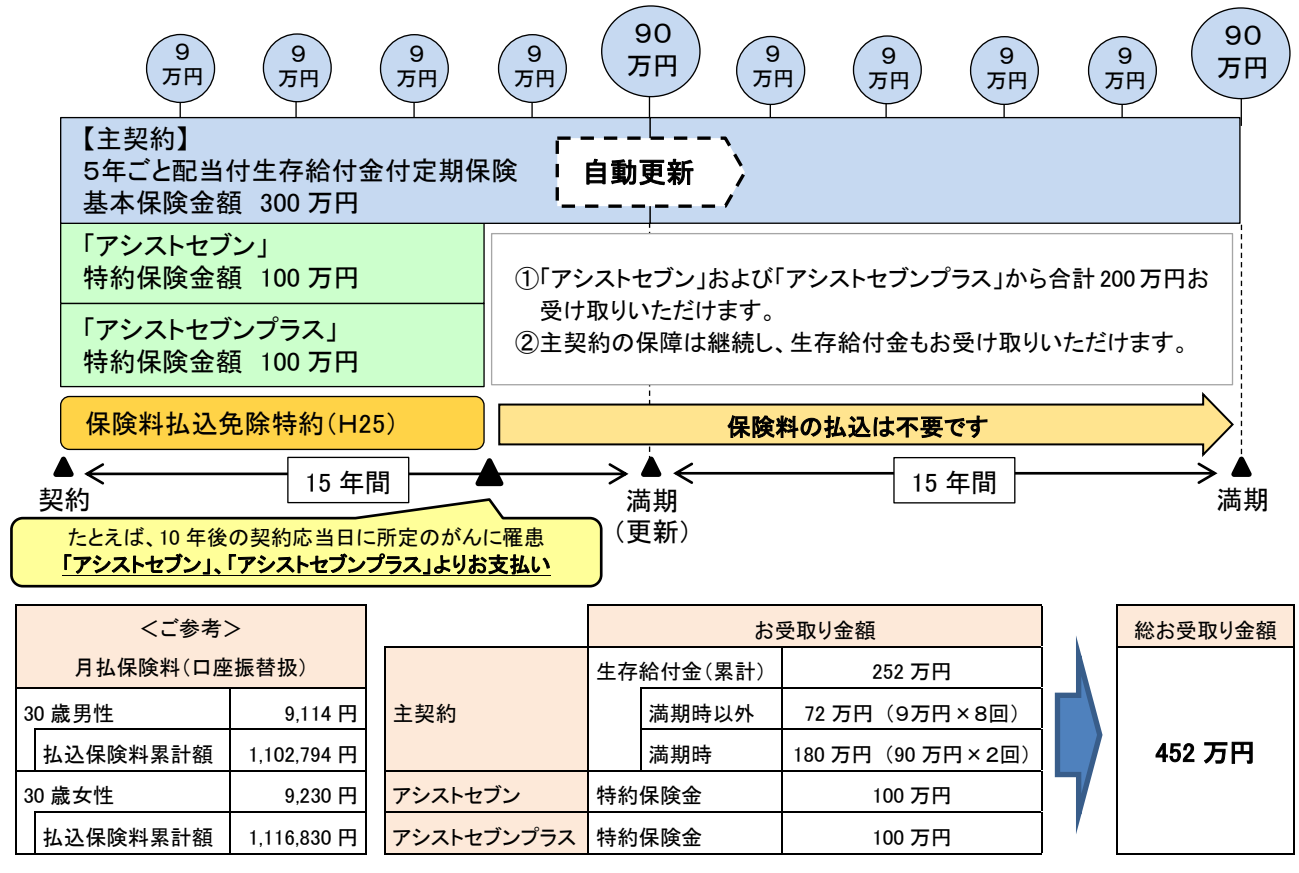 9
万円
9
万円
9
万円
9
万円
90
万円
9
万円
9
万円
9
万円
9
万円
90
万円
【主契約】
5年ごと配当付生存給付金付定期保険
基本保険金額 300 万円
自動更新
「アシストセブン」
特約保険金額 100 万円
「アシストセブンプラス」
特約保険金額 100 万円
①「アシストセブン」および「アシストセブンプラス」から合計 200 万円お
受け取りいただけます。
②主契約の保障は継続し、生存給付金もお受け取りいただけます。
保険料払込免除特約(H25)
保険料の払込は不要です
15 年間
15 年間
契約
満期
(更新)
満期
たとえば、10 年後の契約応当日に所定のがんに罹患
「アシストセブン」、「アシストセブンプラス」よりお支払い
<ご参考>
月払保険料(口座振替扱)
30 歳男性 9,114 円
払込保険料累計額 1,102,794 円
30 歳女性 9,230 円
払込保険料累計額 1,116,830 円
お受取り金額
主契約
生存給付金(累計) 252 万円
満期時以外 72 万円 (9万円×8回)
満期時 180 万円 (90 万円×2回)
アシストセブン 特約保険金 100 万円
アシストセブンプラス 特約保険金 100 万円
総お受取り金額
452 万円